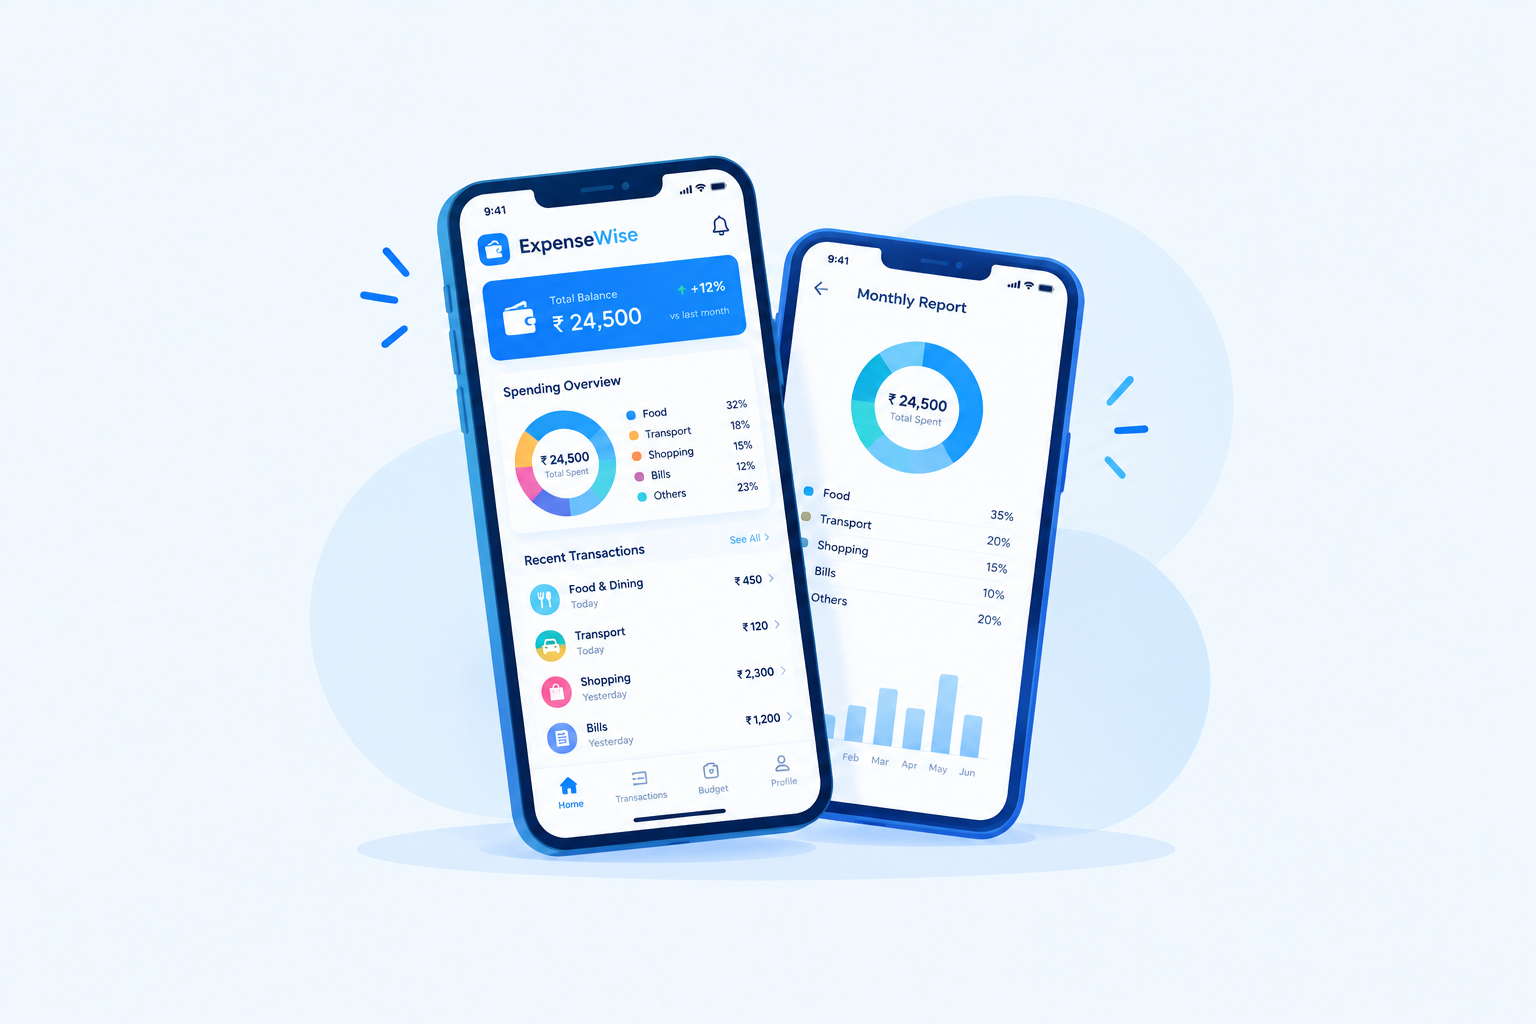 9:41
ExpenseWise
Total Balance
₹ 24,500
+12%
vs last month
Spending Overview
₹ 24,500
Total Spent
Food 32%
Transport 18%
Shopping 15%
Bills 12%
Others 23%
Recent Transactions
See All
Food & Dining
Today
₹ 450
Transport
Today
₹ 120
Shopping
Yesterday
₹ 2,300
Bills
Yesterday
₹ 1,200
Home
Transactions
Budget
Profile
9:41
Monthly Report
₹ 24,500
Total Spent
Food 35%
Transport 20%
Shopping 15%
Bills 10%
Others 20%
Feb Mar Apr May Jun